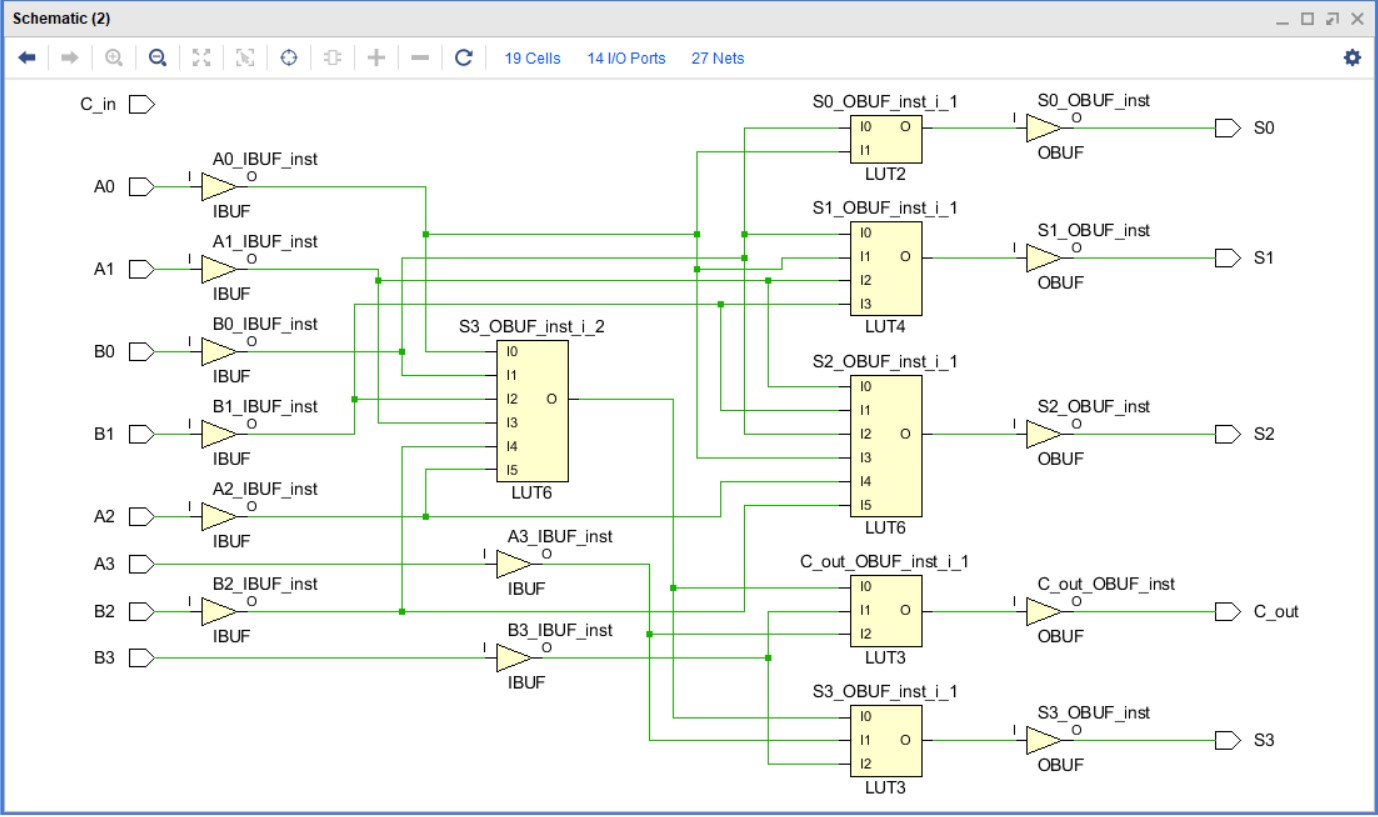 Schematic (2)
19 Cells 14 I/O Ports 27 Nets
C_in
A0
I
A0_IBUF_inst
O
IBUF
A1
I
A1_IBUF_inst
O
IBUF
B0
I
B0_IBUF_inst
O
IBUF
B1
I
B1_IBUF_inst
O
IBUF
A2
I
A2_IBUF_inst
O
IBUF
A3
I
A3_IBUF_inst
O
IBUF
B2
I
B2_IBUF_inst
O
IBUF
B3
I
B3_IBUF_inst
O
IBUF
S3_OBUF_inst_i_2
I0
I1
I2 O
I3
I4
I5
LUT6
S0_OBUF_inst_i_1
I0 O
I1
LUT2
S0_OBUF_inst
I
O
OBUF
S0
S1_OBUF_inst_i_1
I0
I1 O
I2
I3
LUT4
S1_OBUF_inst
I
O
OBUF
S1
S2_OBUF_inst_i_1
I0
I1
I2 O
I3
I4
I5
LUT6
S2_OBUF_inst
I
O
OBUF
S2
C_out_OBUF_inst_i_1
I0
I1 O
I2
LUT3
C_out_OBUF_inst
I
O
OBUF
C_out
S3_OBUF_inst_i_1
I0
I1 O
I2
LUT3
S3_OBUF_inst
I
O
OBUF
S3